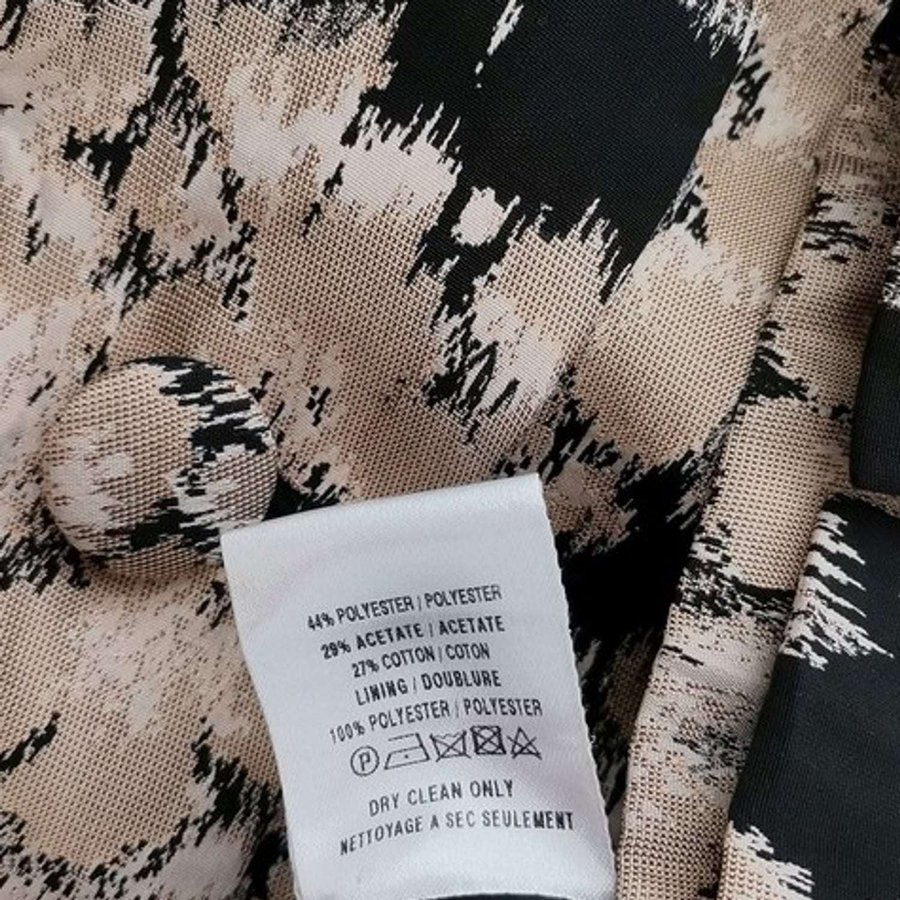 44% POLYESTER / POLYESTER
29% ACETATE / ACETATE
27% COTTON / COTON
LINING / DOUBLURE
100% POLYESTER / POLYESTER
P
DRY CLEAN ONLY
NETTOYAGE A SEC SEULEMENT